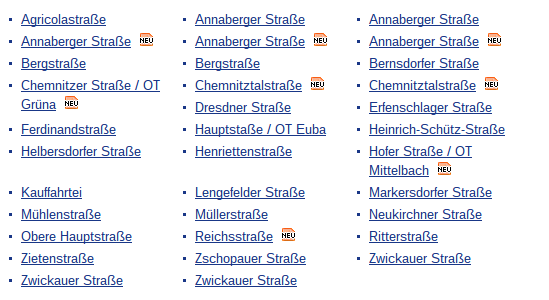 Agricolastraße Annaberger Straße Annaberger Straße
Annaberger Straße NEU Annaberger Straße NEU Annaberger Straße NEU
Bergstraße Bergstraße Bernsdorfer Straße
Chemnitzer Straße / OT Chemnitztalstraße NEU Chemnitztalstraße NEU
Grüna NEU Dresdner Straße Erfenschlager Straße
Ferdinandstraße Hauptstaße / OT Euba Heinrich-Schütz-Straße
Helbersdorfer Straße Henriettenstraße Hofer Straße / OT
Mittelbach NEU
Kauffahrtei Lengefelder Straße Markersdorfer Straße
Mühlenstraße Müllerstraße Neukirchner Straße
Obere Hauptstraße Reichsstraße NEU Ritterstraße
Zietenstraße Zschopauer Straße Zwickauer Straße
Zwickauer Straße Zwickauer Straße